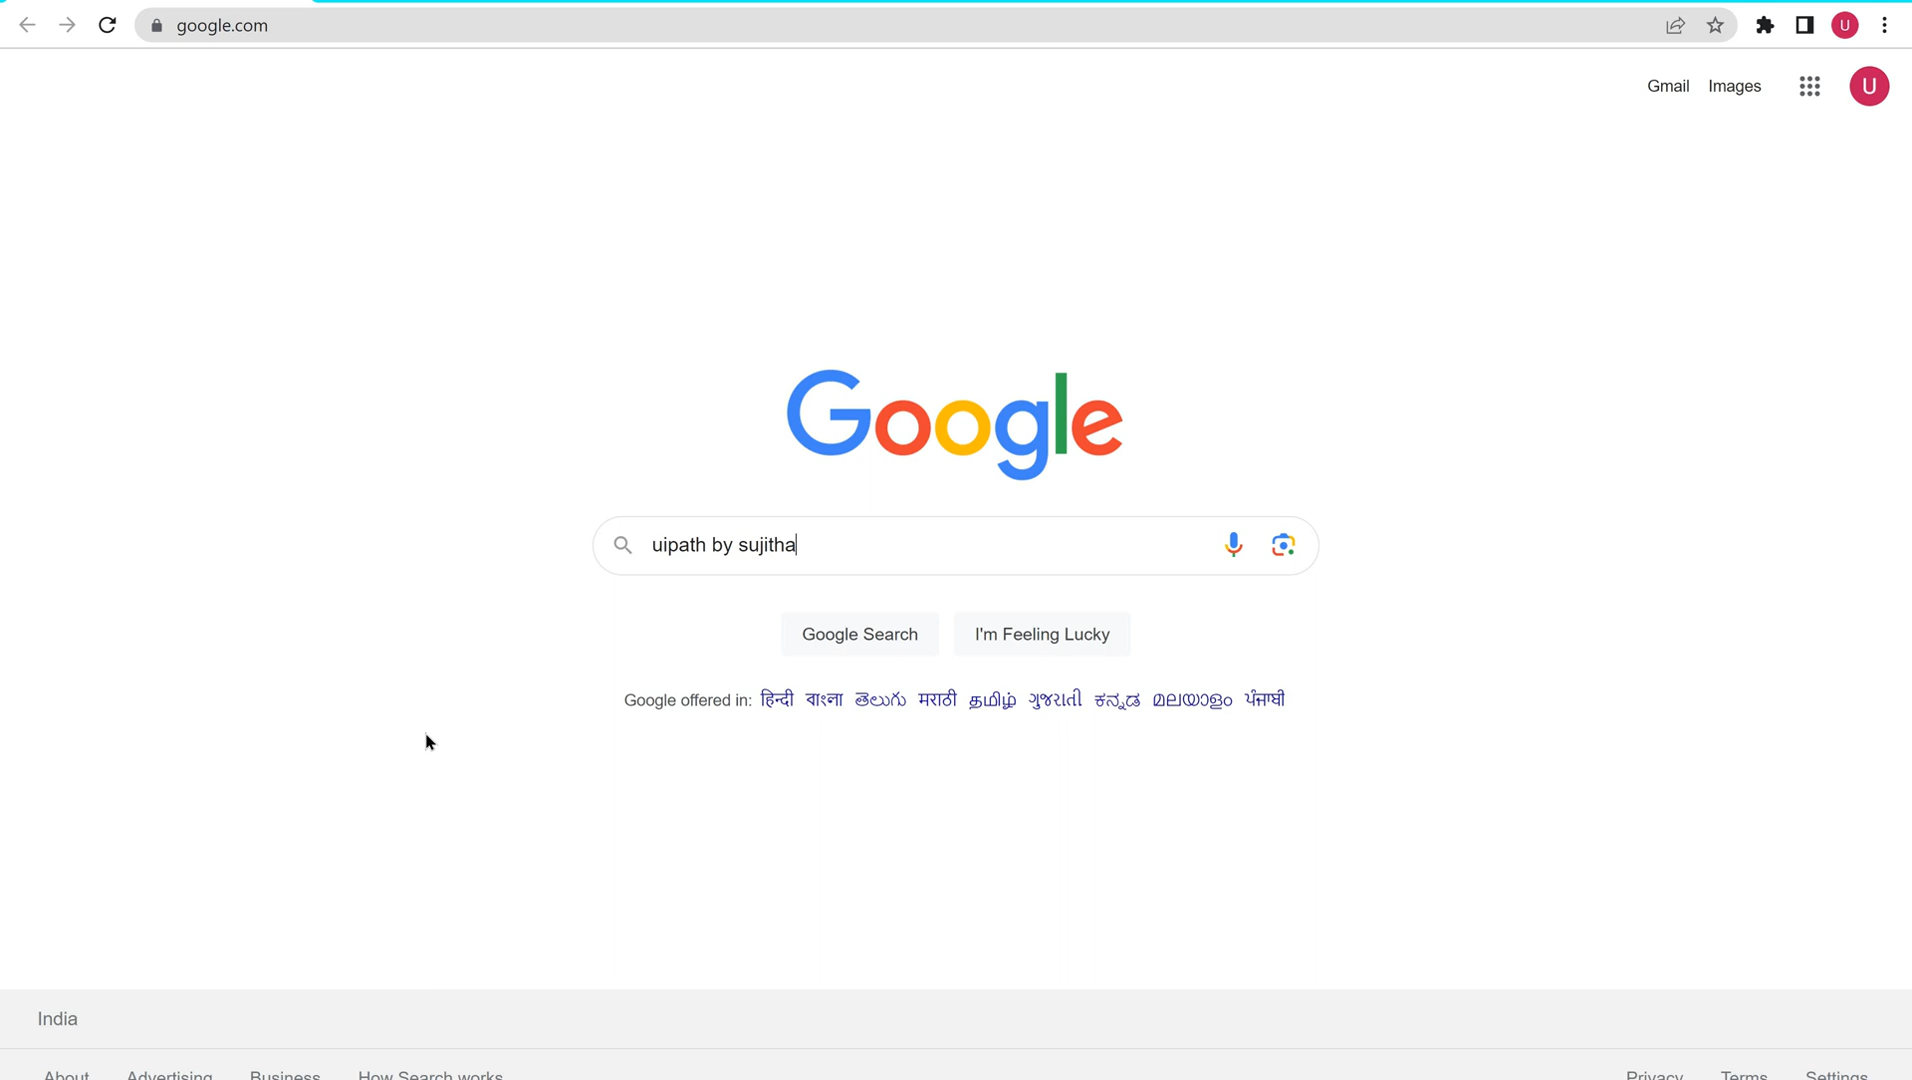 google.com
U
Gmail Images U
Google
uipath by sujitha
Google Search I'm Feeling Lucky
Google offered in: हिन्दी বাংলা తెలుగు मराठी தமிழ் ગુજરાતી ಕನ್ನಡ മലയാളം ਪੰਜਾਬੀ
India
About Advertising Business How Search works Privacy Terms Settings